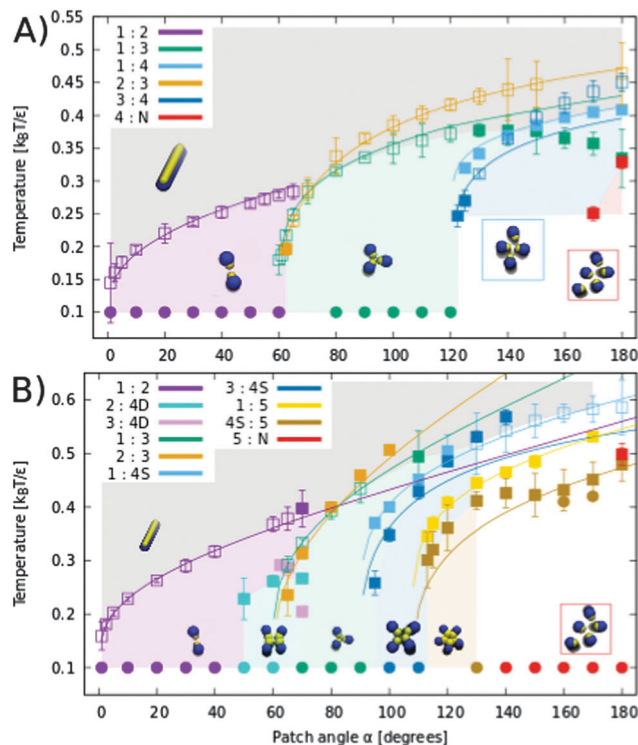 A)
0.55
0.5
0.45
0.4
0.35
0.3
0.25
0.2
0.15
0.1
Temperature [kBT/ε]
1 : 2
1 : 3
1 : 4
2 : 3
3 : 4
4 : N
0 20 40 60 80 100 120 140 160 180
B)
0.6
0.5
0.4
0.3
0.2
0.1
Temperature [kBT/ε]
1 : 2
2 : 4D
3 : 4D
1 : 3
2 : 3
1 : 4S
3 : 4S
1 : 5
4S : 5
5 : N
0 20 40 60 80 100 120 140 160 180
Patch angle α [degrees]